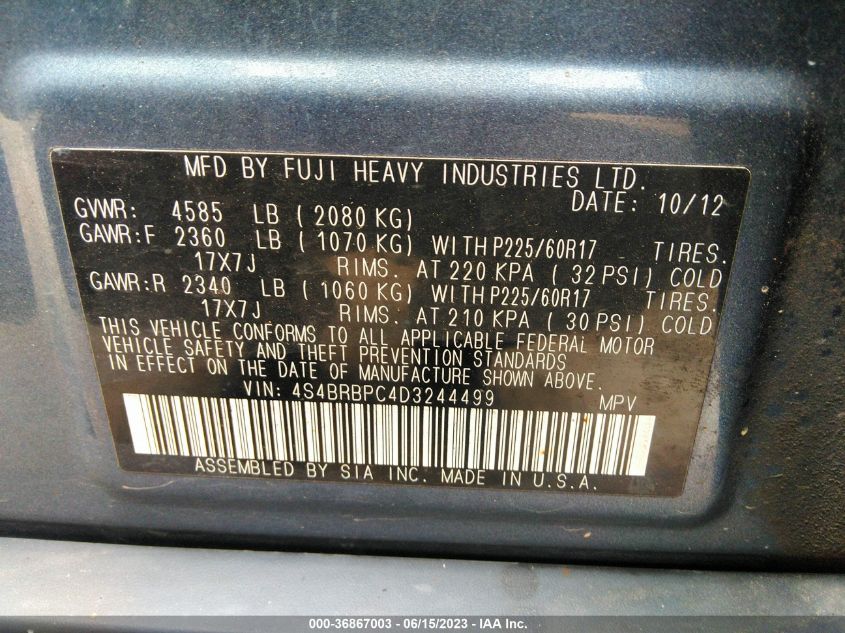 MFD BY FUJI HEAVY INDUSTRIES LTD.
DATE: 10/12
GVWR: 4585 LB ( 2080 KG)
GAWR:F 2360 LB ( 1070 KG) WITH P225/60R17 TIRES.
17X7J RIMS. AT 220 KPA ( 32 PSI) COLD
GAWR:R 2340 LB ( 1060 KG) WITH P225/60R17 TIRES.
17X7J RIMS. AT 210 KPA ( 30 PSI) COLD
THIS VEHICLE CONFORMS TO ALL APPLICABLE FEDERAL MOTOR
VEHICLE SAFETY AND THEFT PREVENTION STANDARDS
IN EFFECT ON THE DATE OF MANUFACTURE SHOWN ABOVE.
VIN: 4S4BRBPC4D3244499 MPV
ASSEMBLED BY SIA INC. MADE IN U.S.A.
000-36867003 - 06/15/2023 - IAA Inc.